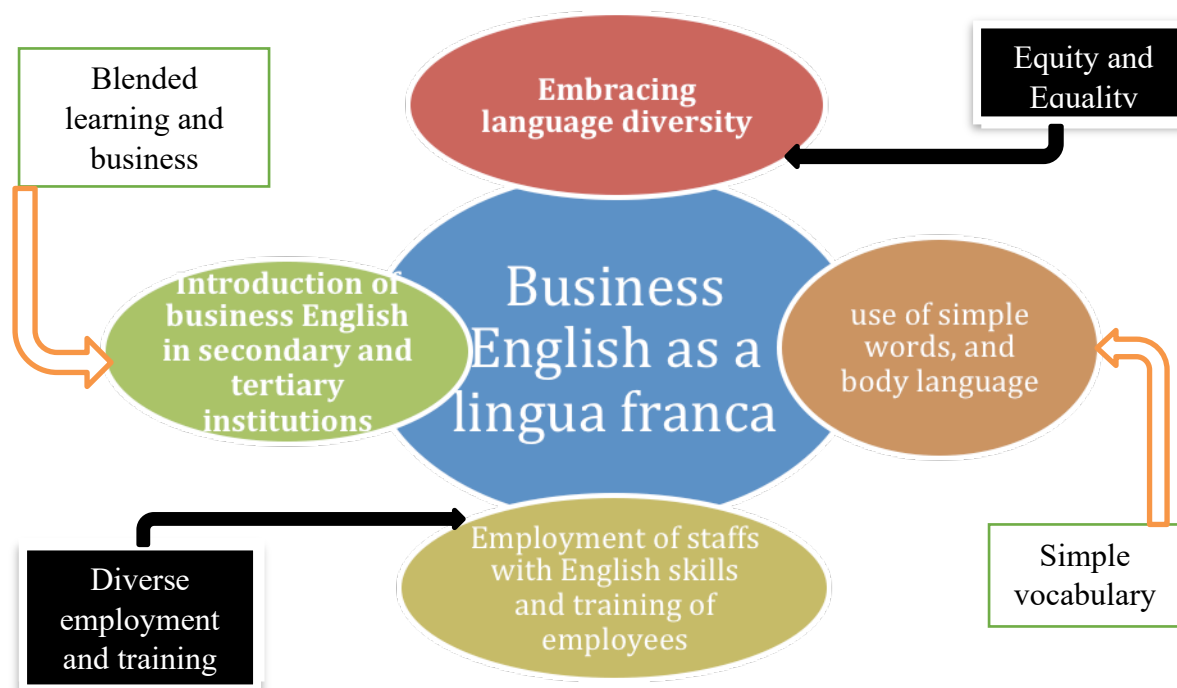 Blended
learning and
business
Embracing
language diversity
Equity and
Equality
Introduction of
business English
in secondary and
tertiary
institutions
Business
English as a
lingua franca
use of simple
words, and
body language
Diverse
employment
and training
Employment of staffs
with English skills
and training of
employees
Simple
vocabulary